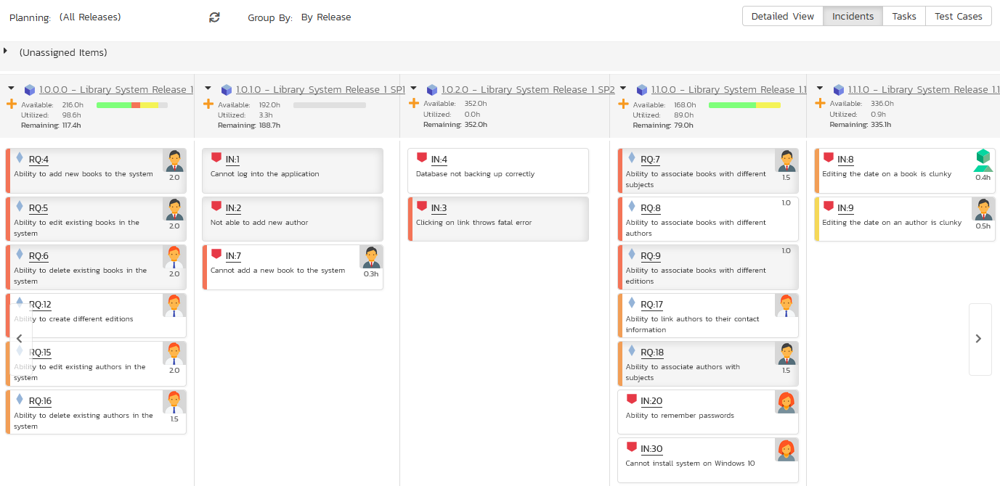 Planning: (All Releases)
Group By: By Release
Detailed View
Incidents
Tasks
Test Cases
(Unassigned Items)
1.0.0.0 - Library System Release 1
Available: 216.0h
Utilized: 98.6h
Remaining: 117.4h
RQ:4
Ability to add new books to the system
2.0
RQ:5
Ability to edit existing books in the
system
2.0
RQ:6
Ability to delete existing books in the
system
2.0
RQ:12
Ability to create different editions
RQ:15
Ability to edit existing authors in the
system
2.0
RQ:16
Ability to delete existing authors in the
system
1.5
1.0.1.0 - Library System Release 1 SP1
Available: 192.0h
Utilized: 3.3h
Remaining: 188.7h
IN:1
Cannot log into the application
IN:2
Not able to add new author
IN:7
Cannot add a new book to the system
0.3h
1.0.2.0 - Library System Release 1 SP2
Available: 352.0h
Utilized: 0.0h
Remaining: 352.0h
IN:4
Database not backing up correctly
IN:3
Clicking on link throws fatal error
1.1.0.0 - Library System Release 1.1
Available: 168.0h
Utilized: 89.0h
Remaining: 79.0h
RQ:7
Ability to associate books with different
subjects
1.5
RQ:8
Ability to associate books with different
authors
1.0
RQ:9
Ability to associate books with different
editions
1.0
RQ:17
Ability to link authors to their contact
information
RQ:18
Ability to associate authors with
subjects
1.5
IN:20
Ability to remember passwords
IN:30
Cannot install system on Windows 10
1.1.1.0 - Library System Release 1.1
Available: 336.0h
Utilized: 0.9h
Remaining: 335.1h
IN:8
Editing the date on a book is clunky
0.4h
IN:9
Editing the date on an author is clunky
0.5h